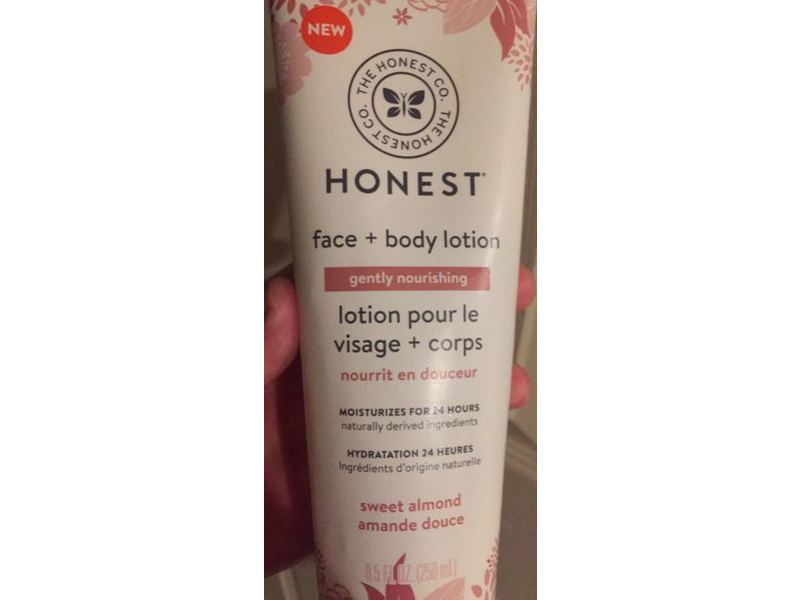 NEW
THE HONEST CO. THE HONEST CO.
HONEST
face + body lotion
gently nourishing
lotion pour le
visage + corps
nourrit en douceur
MOISTURIZES FOR 24 HOURS
naturally derived ingredients
HYDRATATION 24 HEURES
Ingrédients d'origine naturelle
sweet almond
amande douce
8.5 FL OZ. (250 mL)